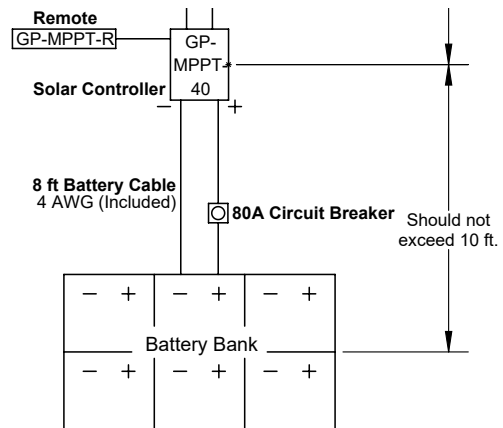 Remote
GP-MPPT-R
GP-
MPPT-*
40
Solar Controller
− +
8 ft Battery Cable
4 AWG (Included)
80A Circuit Breaker
Should not
exceed 10 ft.
− + − + − +
Battery Bank
− + − + − +